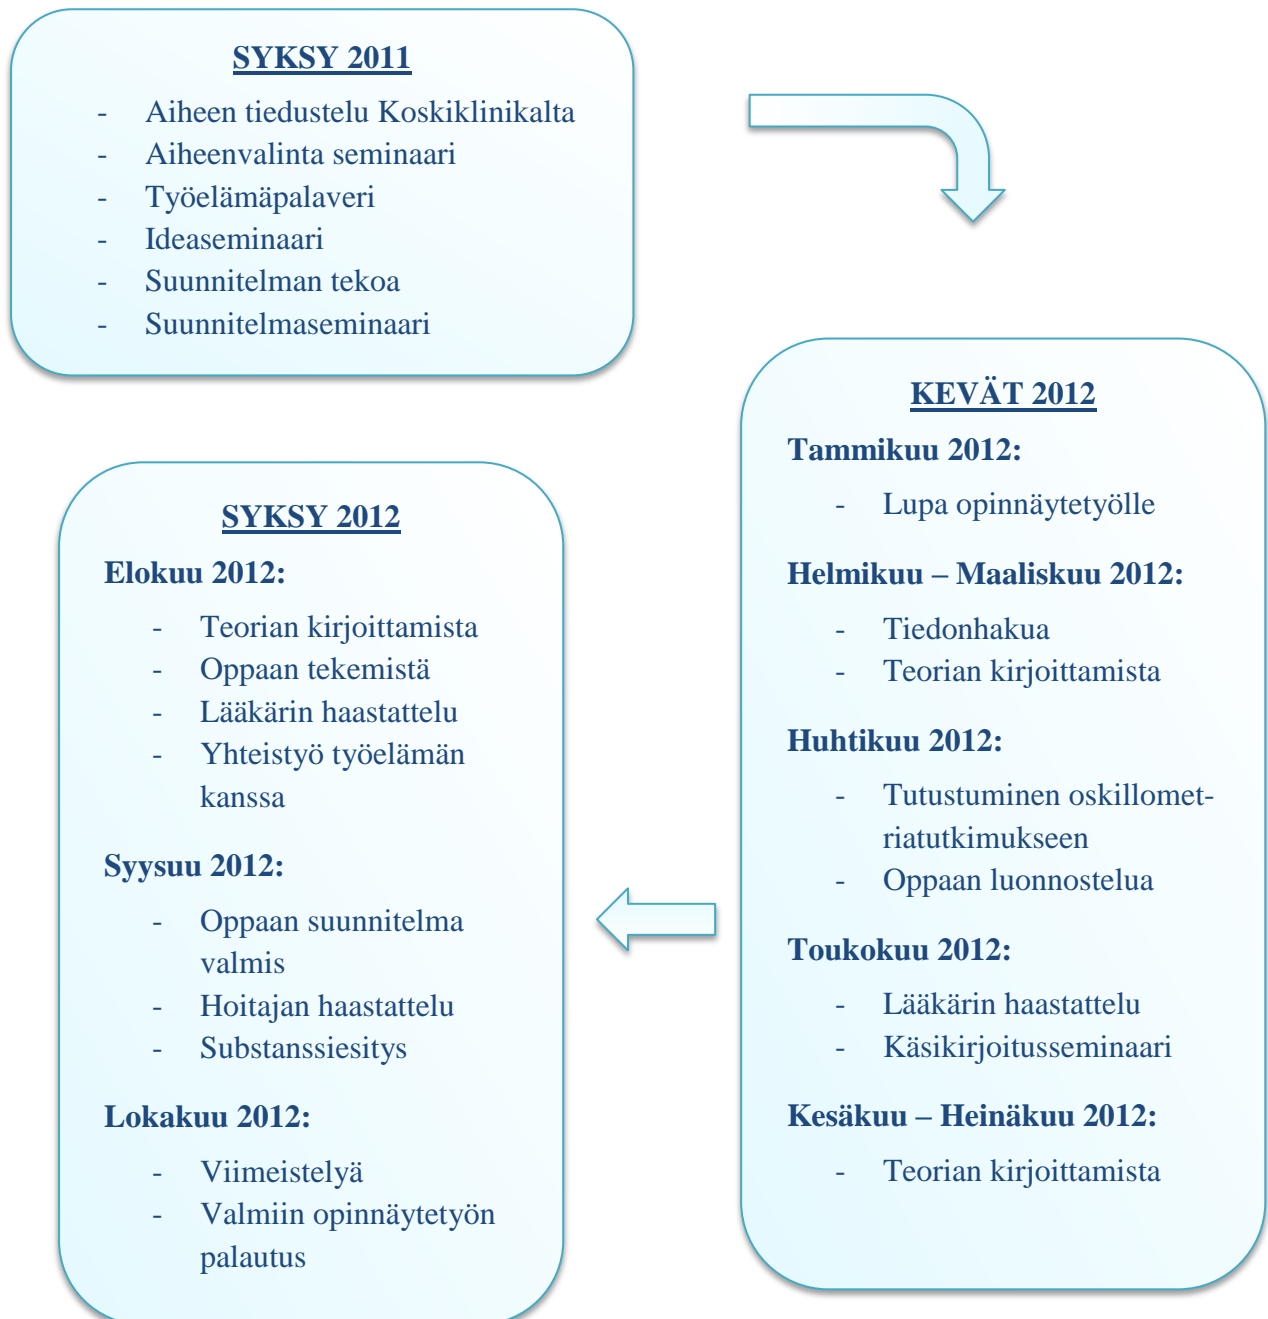 SYKSY 2011
- Aiheen tiedustelu Koskiklinikalta
- Aiheenvalinta seminaari
- Työelämäpalaveri
- Ideaseminaari
- Suunnitelman tekoa
- Suunnitelmaseminaari
KEVÄT 2012
Tammikuu 2012:
- Lupa opinnäytetyölle
Helmikuu – Maaliskuu 2012:
- Tiedonhakua
- Teorian kirjoittamista
Huhtikuu 2012:
- Tutustuminen oskillomet-
riatutkimukseen
- Oppaan luonnostelua
Toukokuu 2012:
- Lääkärin haastattelu
- Käsikirjoitusseminaari
Kesäkuu – Heinäkuu 2012:
- Teorian kirjoittamista
SYKSY 2012
Elokuu 2012:
- Teorian kirjoittamista
- Oppaan tekemistä
- Lääkärin haastattelu
- Yhteistyö työelämän
kanssa
Syysuu 2012:
- Oppaan suunnitelma
valmis
- Hoitajan haastattelu
- Substanssiesitys
Lokakuu 2012:
- Viimeistelyä
- Valmiin opinnäytetyön
palautus